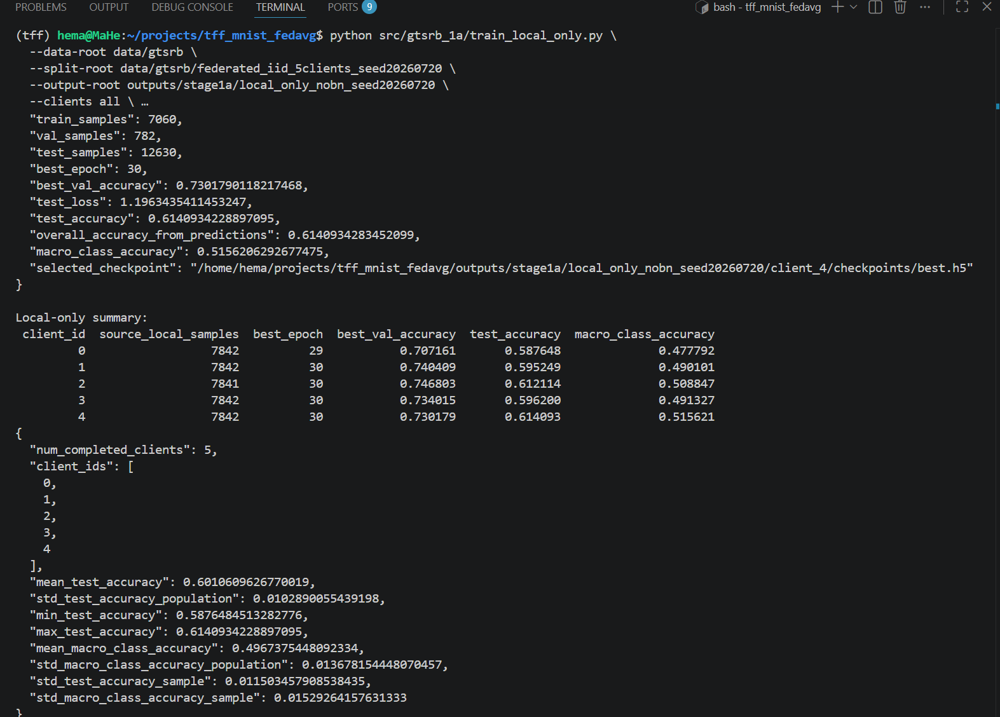 PROBLEMS OUTPUT DEBUG CONSOLE TERMINAL PORTS 9 bash - tff_mnist_fedavg
(tff) hema@MaHe:~/projects/tff_mnist_fedavg$ python src/gtsrb_1a/train_local_only.py \
  --data-root data/gtsrb \
  --split-root data/gtsrb/federated_iid_5clients_seed20260720 \
  --output-root outputs/stage1a/local_only_nobn_seed20260720 \
  --clients all \ …
  "train_samples": 7060,
  "val_samples": 782,
  "test_samples": 12630,
  "best_epoch": 30,
  "best_val_accuracy": 0.7301790118217468,
  "test_loss": 1.1963435411453247,
  "test_accuracy": 0.6140934228897095,
  "overall_accuracy_from_predictions": 0.6140934283452099,
  "macro_class_accuracy": 0.5156206292677475,
  "selected_checkpoint": "/home/hema/projects/tff_mnist_fedavg/outputs/stage1a/local_only_nobn_seed20260720/client_4/checkpoints/best.h5"
}
Local-only summary:
 client_id  source_local_samples  best_epoch  best_val_accuracy  test_accuracy  macro_class_accuracy
         0                  7842          29           0.707161       0.587648              0.477792
         1                  7842          30           0.740409       0.595249              0.490101
         2                  7841          30           0.746803       0.612114              0.508847
         3                  7842          30           0.734015       0.596200              0.491327
         4                  7842          30           0.730179       0.614093              0.515621
{
  "num_completed_clients": 5,
  "client_ids": [
    0,
    1,
    2,
    3,
    4
  ],
  "mean_test_accuracy": 0.6010609626770019,
  "std_test_accuracy_population": 0.0102890055439198,
  "min_test_accuracy": 0.5876484513282776,
  "max_test_accuracy": 0.6140934228897095,
  "mean_macro_class_accuracy": 0.4967375448092334,
  "std_macro_class_accuracy_population": 0.013678154448070457,
  "std_test_accuracy_sample": 0.011503457908538435,
  "std_macro_class_accuracy_sample": 0.01529264157631333
}